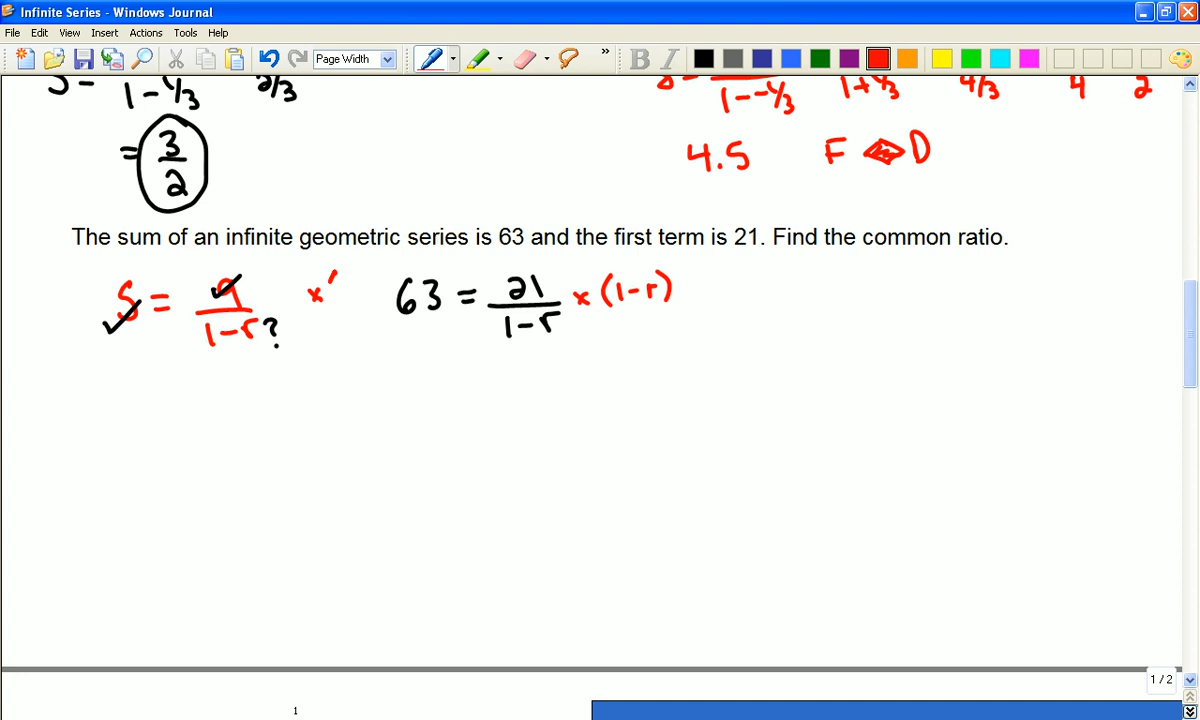 Infinite Series - Windows Journal
File Edit View Insert Actions Tools Help
Page Width
» B I
S = 1 - 1/3 2/3
= 3/2
1 - -1/3 1 + 1/3 4/3 4 2
4.5 F ↔ D
The sum of an infinite geometric series is 63 and the first term is 21. Find the common ratio.
S = a / 1 - r ? 63 = 21 / 1 - r x (1 - r)
1 / 2
1